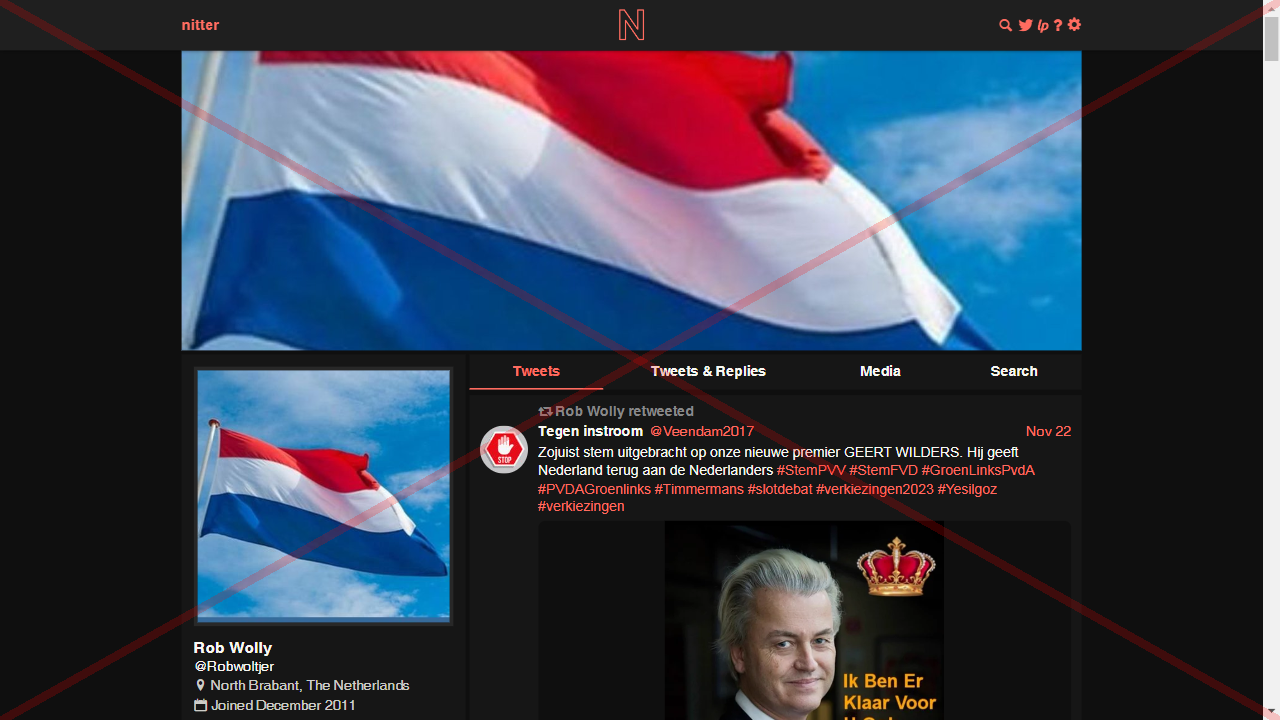 nitter
N
lp ?
Tweets
Tweets & Replies
Media
Search
Rob Wolly retweeted
Tegen instroom @Veendam2017
Nov 22
STOP
Zojuist stem uitgebracht op onze nieuwe premier GEERT WILDERS. Hij geeft
Nederland terug aan de Nederlanders #StemPVV #StemFVD #GroenLinksPvdA
#PVDAGroenlinks #Timmermans #slotdebat #verkiezingen2023 #Yesilgoz
#verkiezingen
Ik Ben Er
Klaar Voor
Rob Wolly
@Robwoltjer
North Brabant, The Netherlands
Joined December 2011